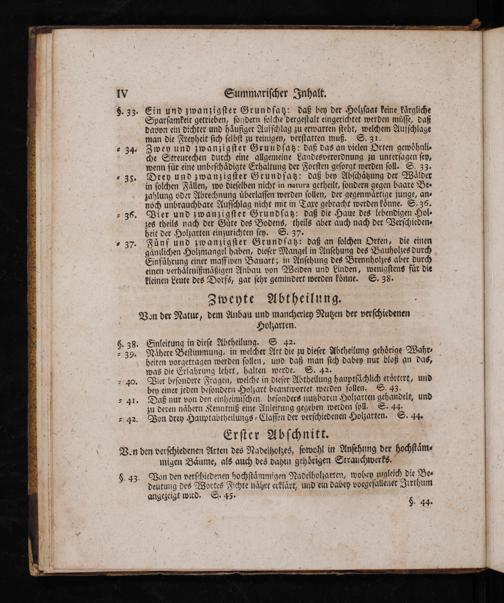 IV Summarischer Inhalt.
§. 33. Ein und zwanzigster Grundsatz: daß bey der Holzsaat keine kärgliche
Sparsamkeit getrieben, sondern solche dergestalt eingerichtet werden müsse, daß
davon ein dichter und häufiger Aufschlag zu erwarten steht, welchem Aufschlage
man die Freyheit sich selbst zu reinigen, verstatten muß. S. 31.
= 34. Zwey und zwanzigster Grundsatz: daß das an vielen Orten gewöhnli-
che Streurechen durch eine allgemeine Landesverordnung zu untersagen sey,
wenn für eine unbeschädigte Erhaltung der Forsten gesorgt werden soll. S. 33.
= 35. Drey und zwanzigster Grundsatz: daß bey Abschätzung der Wälder
in solchen Fällen, wo dieselben nicht in natura getheilt, sondern gegen baare Be-
zahlung oder Abrechnung überlassen werden sollen, der gegenwärtige junge, an-
noch unbrauchbare Aufschlag nicht mit in Taxe gebracht werden könne. S. 36.
= 36. Vier und zwanzigster Grundsatz: daß die Haue des lebendigen Hol-
zes theils nach der Güte des Bodens, theils aber auch nach der Verschieden-
heit der Holzarten einzurichten sey. S. 37.
= 37. Fünf und zwanzigster Grundsatz: daß an solchen Orten, die einen
gänzlichen Holzmangel haben, dieser Mangel in Ansehung des Bauholzes durch
Einführung einer massiven Bauart; in Ansehung des Brennholzes aber durch
einen verhältnißmäßigen Anbau von Weiden und Linden, wenigstens für die
kleinen Leute des Dorfs, gar sehr gemindert werden könne. S. 38.
Zweyte Abtheilung.
Von der Natur, dem Anbau und mancherley Nutzen der verschiedenen
Holzarten.
§. 38. Einleitung in diese Abtheilung. S. 42.
= 39. Nähere Bestimmung, in welcher Art die zu dieser Abtheilung gehörige Wahr-
heiten vorgetragen werden sollen, und daß man sich dabey nur bloß an das,
was die Erfahrung lehrt, halten werde. S. 42.
= 40. Vier besondere Fragen, welche in dieser Abtheilung hauptsächlich erörtert, und
bey einer jeden besondern Holzart beantwortet werden sollen. S. 43.
= 41. Daß nur von den einheimischen besonders nutzbaren Holzarten gehandelt, und
zu deren nähern Kenntniß eine Anleitung gegeben werden soll. S. 44.
= 42. Von drey Hauptabtheilungs-Classen der verschiedenen Holzarten. S. 44.
Erster Abschnitt.
Von den verschiedenen Arten des Nadelholzes, sowohl in Ansehung der hochstäm-
migen Bäume, als auch des dahin gehörigen Strauchwerks.
§. 43. Von den verschiedenen hochstämmigen Nadelholzarten, wobey zugleich die Be-
deutung des Wortes Fichte näher erklärt, und ein dabey vorgefallener Irrthum
angezeigt wird. S. 45.
§. 44.